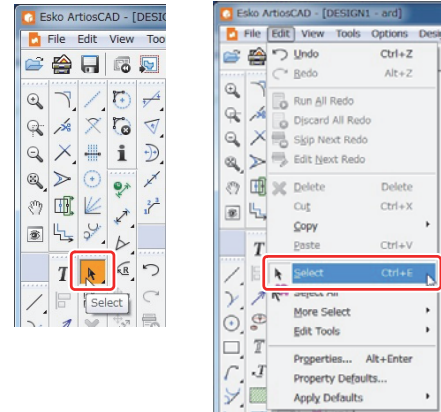 Esko ArtiosCAD - [DESIG
File Edit View Too
T
Select
Esko ArtiosCAD - [DESIGN1 - ard]
File Edit View Tools Options Desi
Undo Ctrl+Z
Redo Alt+Z
Run All Redo
Discard All Redo
Skip Next Redo
Edit Next Redo
Delete Delete
Cut Ctrl+X
Copy
Paste Ctrl+V
Select Ctrl+E
Select All
More Select
Edit Tools
Properties... Alt+Enter
Property Defaults...
Apply Defaults